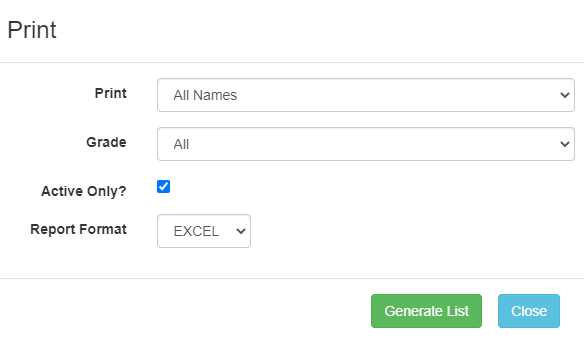 Print
Print All Names
Grade All
Active Only?
Report Format EXCEL
Generate List Close